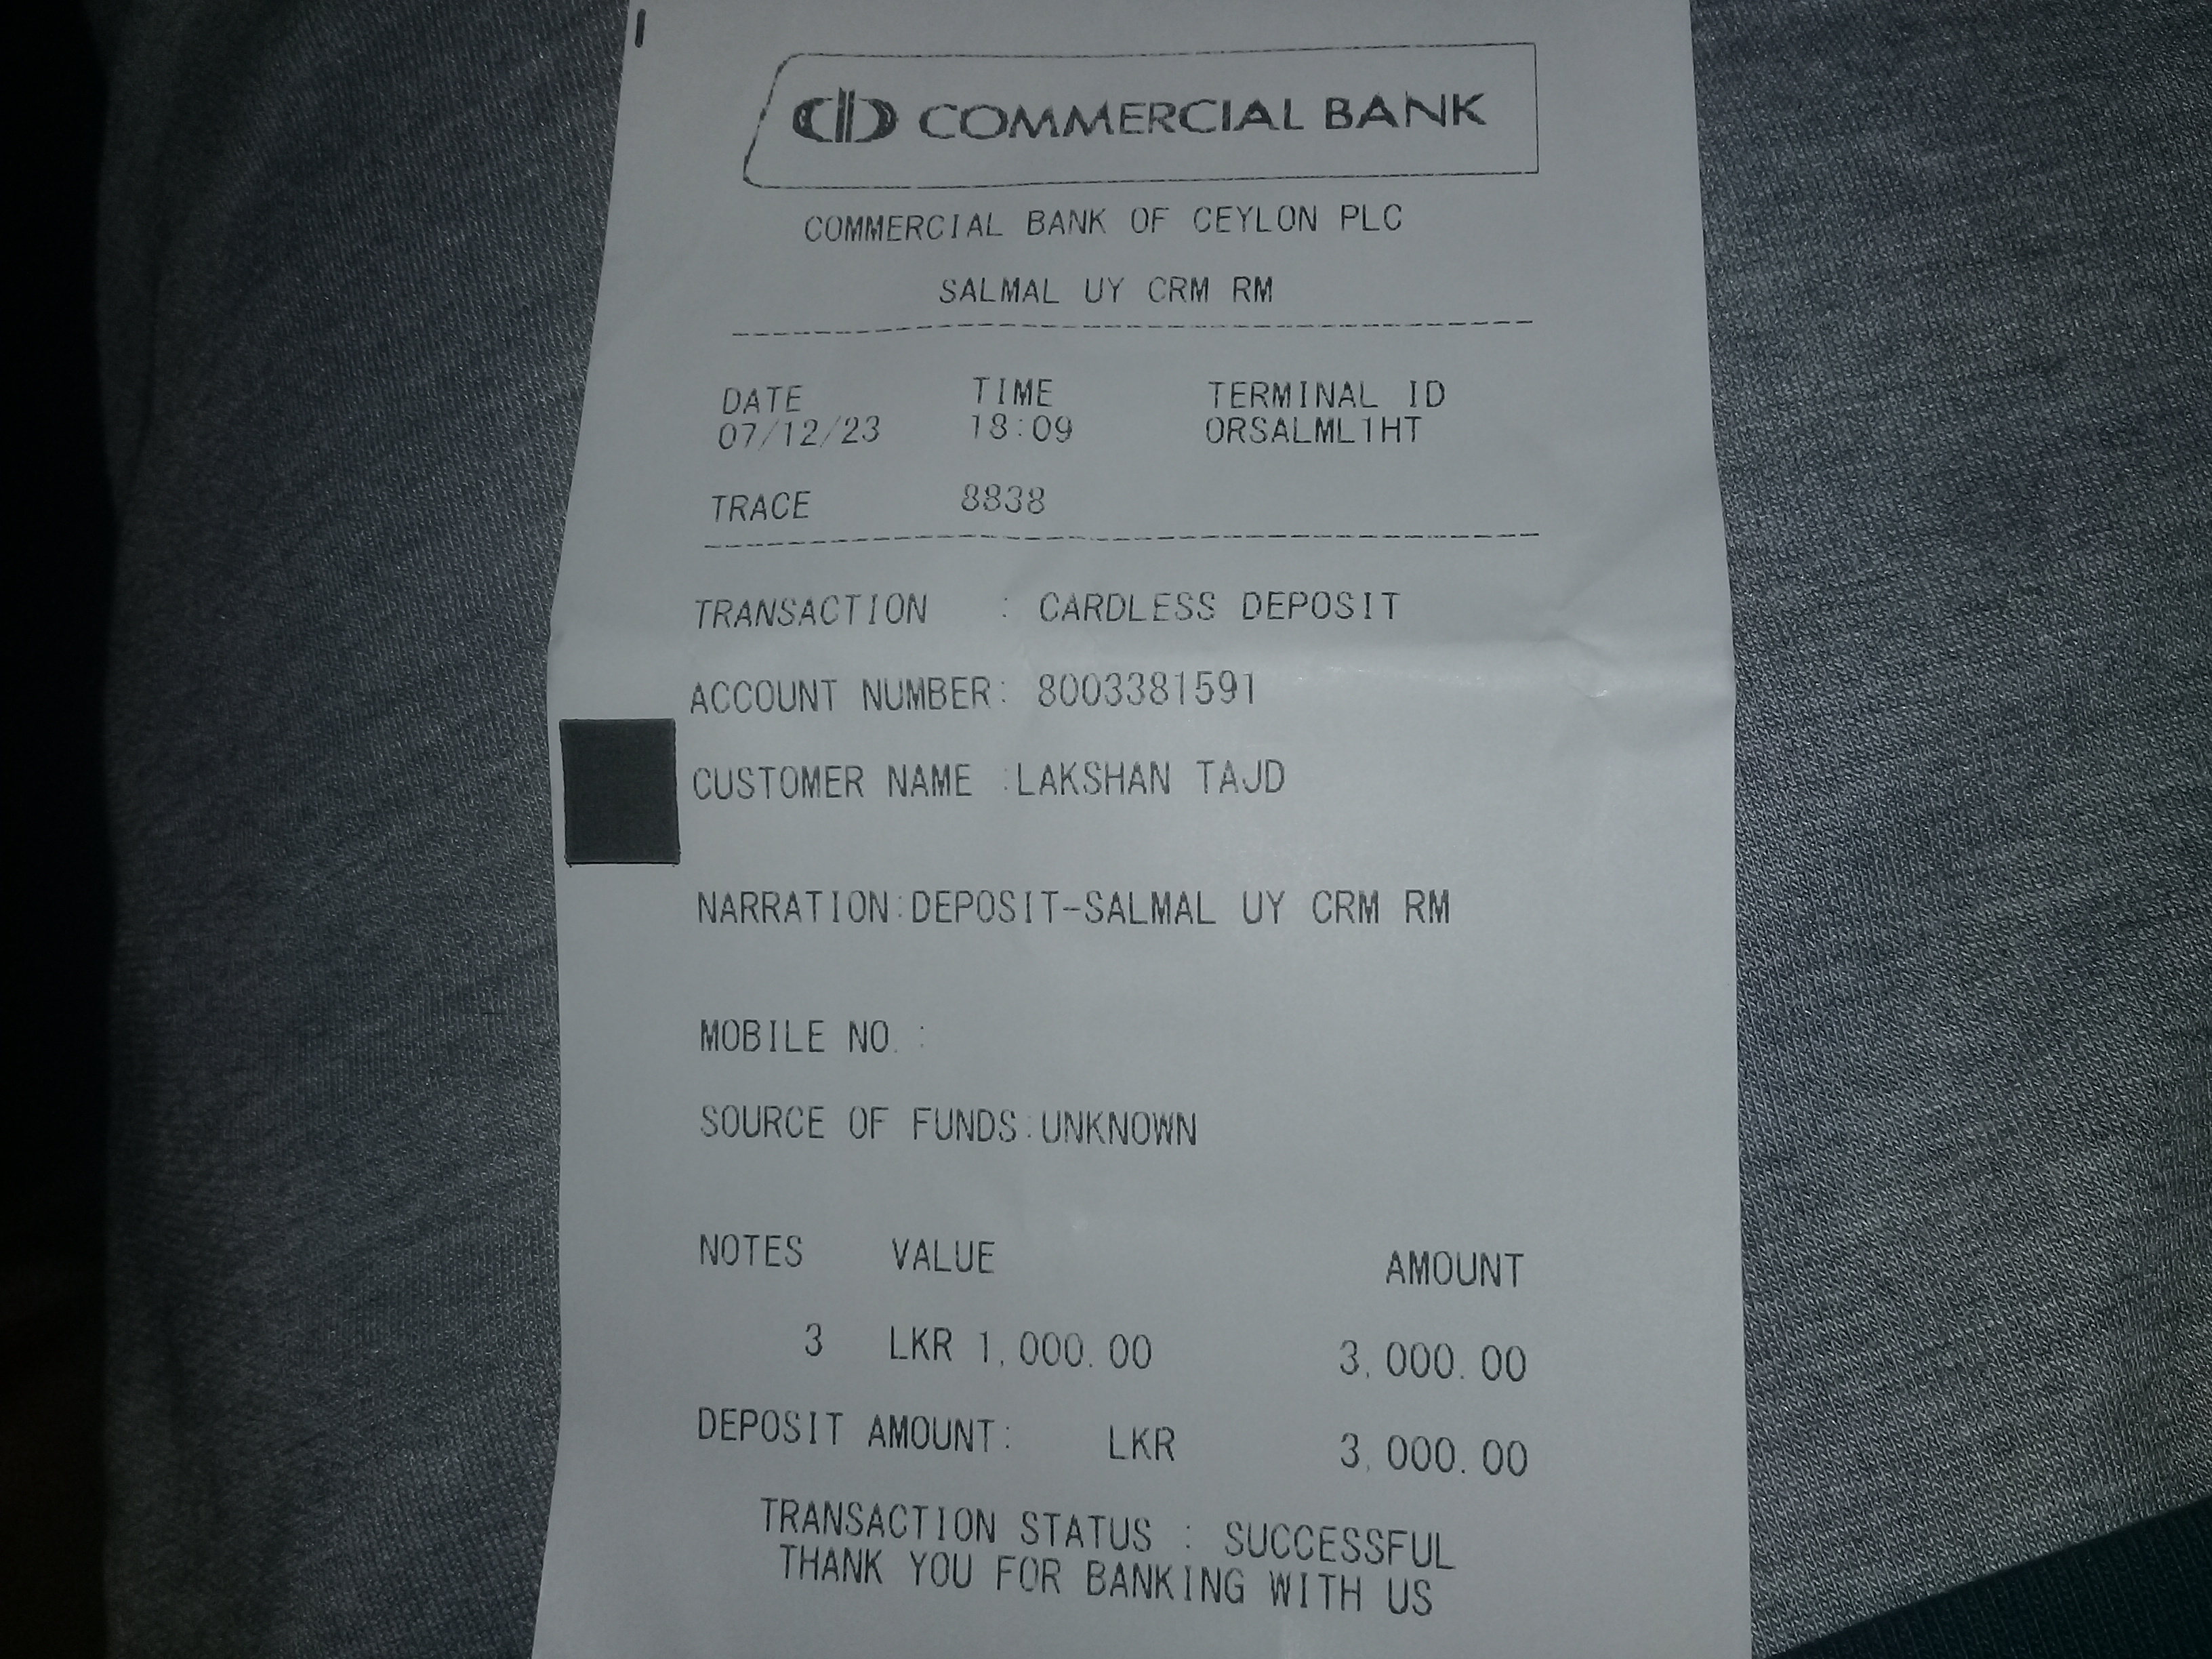 COMMERCIAL BANK
COMMERCIAL BANK OF CEYLON PLC
SALMAL UY CRM RM
DATE TIME TERMINAL ID
07/12/23 18:09 ORSALML1HT
TRACE 8838
TRANSACTION : CARDLESS DEPOSIT
ACCOUNT NUMBER: 8003381591
CUSTOMER NAME :LAKSHAN TAJD
NARRATION:DEPOSIT-SALMAL UY CRM RM
MOBILE NO. :
SOURCE OF FUNDS:UNKNOWN
NOTES VALUE AMOUNT
3 LKR 1,000.00 3,000.00
DEPOSIT AMOUNT: LKR 3,000.00
TRANSACTION STATUS : SUCCESSFUL
THANK YOU FOR BANKING WITH US